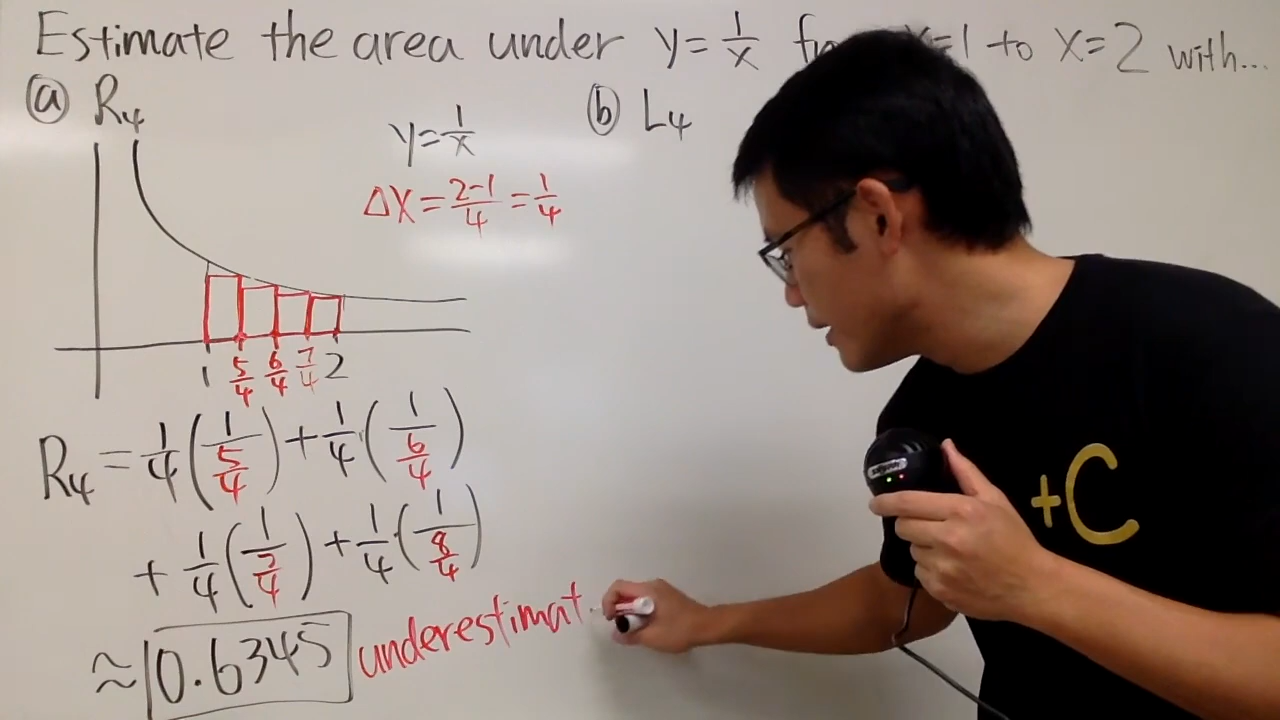 Estimate the area under y = 1/x x=1 to x=2 with...
ⓐ R₄
y = 1/x
Δx = (2-1)/4 = 1/4
1 5/4 6/4 7/4 2
R₄ = 1/4 (1/(5/4)) + 1/4 (1/(6/4))
+ 1/4 (1/(7/4)) + 1/4 (1/(8/4))
≈ 0.6345 underestimat
ⓑ L₄
+C